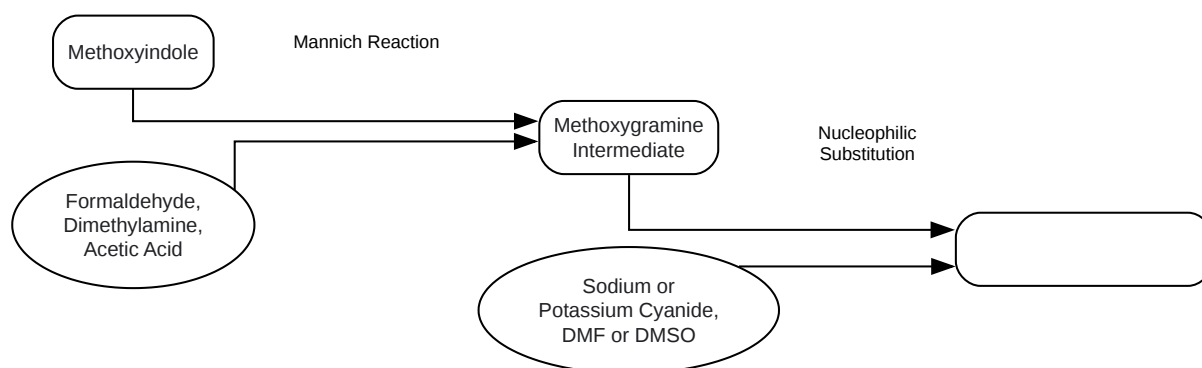 Methoxyindole
Mannich Reaction
Formaldehyde,
Dimethylamine,
Acetic Acid
Methoxygramine
Intermediate
Nucleophilic
Substitution
Sodium or
Potassium Cyanide,
DMF or DMSO